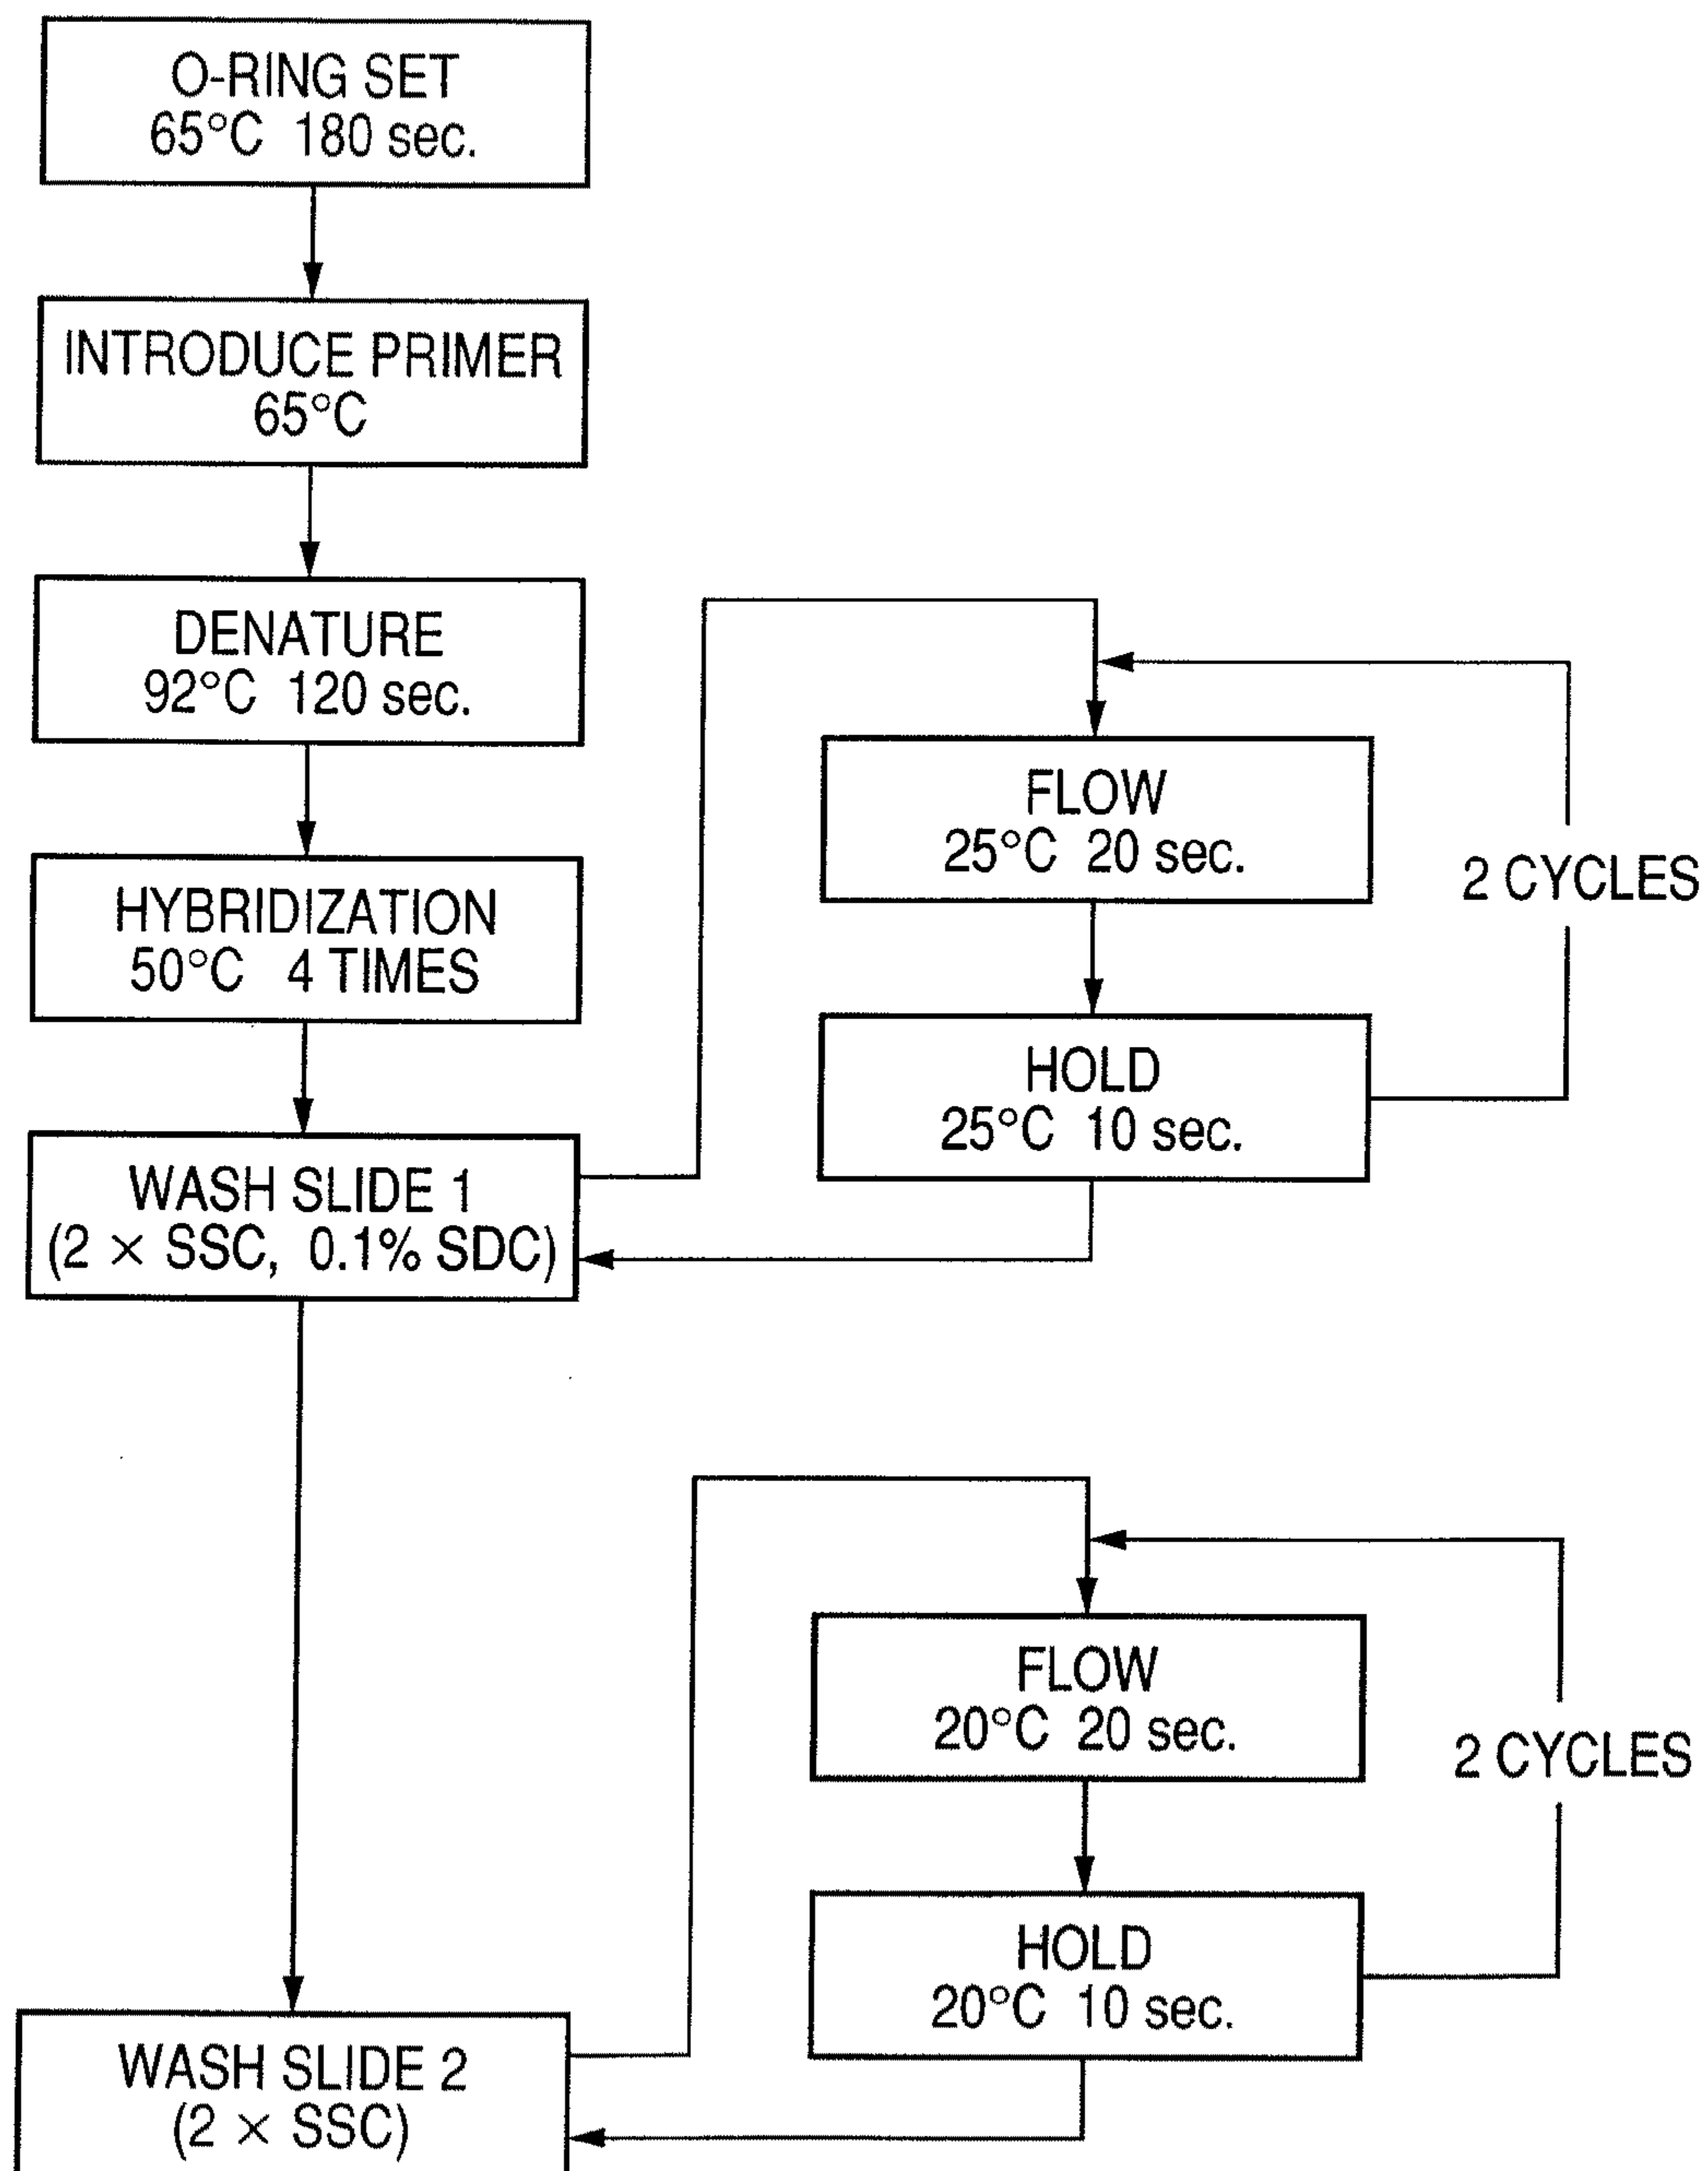 O-RING SET
65°C 180 sec.
INTRODUCE PRIMER
65°C
DENATURE
92°C 120 sec.
HYBRIDIZATION
50°C 4 TIMES
WASH SLIDE 1
(2 × SSC, 0.1% SDC)
FLOW
25°C 20 sec.
HOLD
25°C 10 sec.
2 CYCLES
WASH SLIDE 2
(2 × SSC)
FLOW
20°C 20 sec.
HOLD
20°C 10 sec.
2 CYCLES